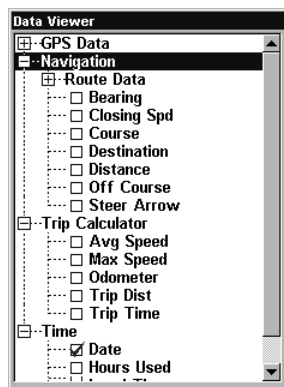 Data Viewer
GPS Data
Navigation
Route Data
Bearing
Closing Spd
Course
Destination
Distance
Off Course
Steer Arrow
Trip Calculator
Avg Speed
Max Speed
Odometer
Trip Dist
Trip Time
Time
Date
Hours Used